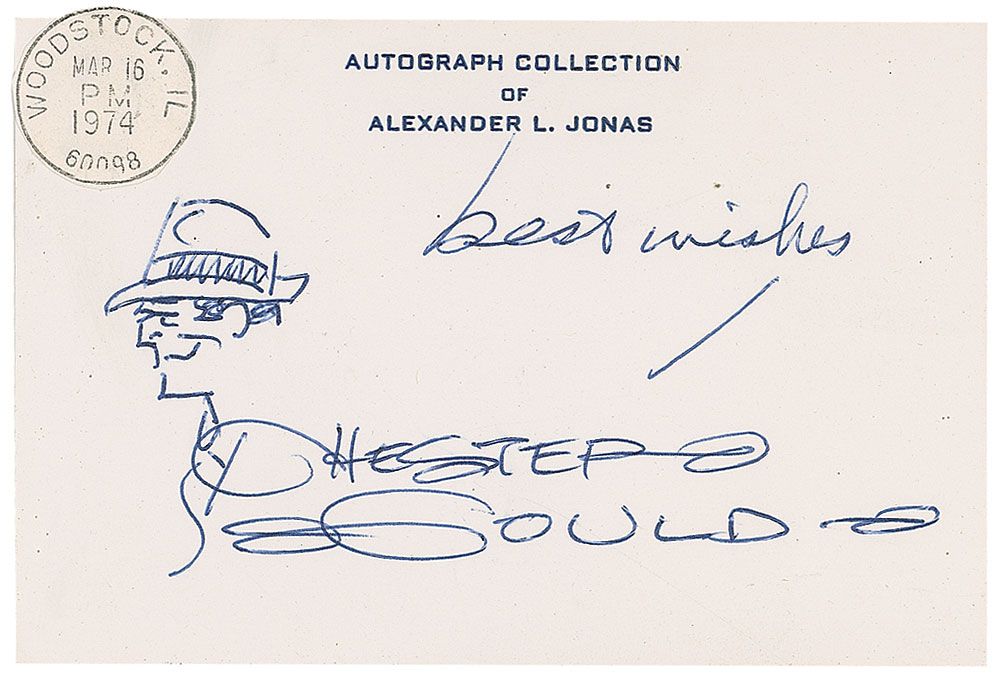 WOODSTOCK, IL
MAR 16
PM
1974
60098
AUTOGRAPH COLLECTION
OF
ALEXANDER L. JONAS
best wishes
CHESTER
GOULD